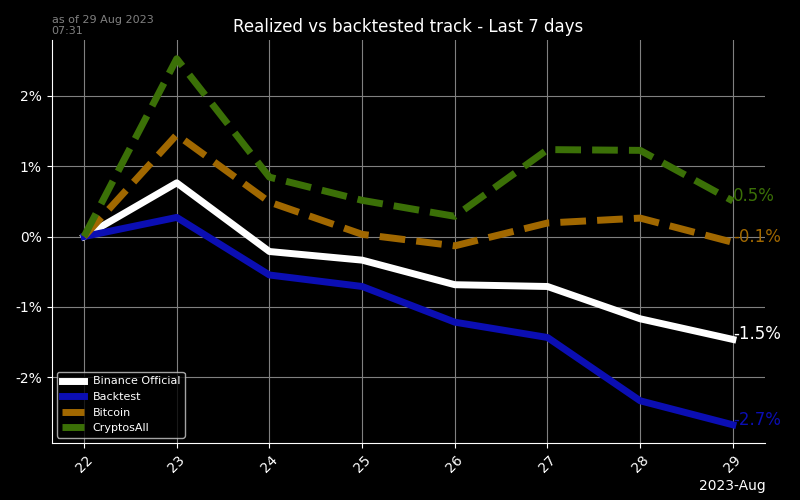 as of 29 Aug 2023
07:31
Realized vs backtested track - Last 7 days
2%
1%
0%
-1%
-2%
0.5%
-0.1%
-1.5%
-2.7%
Binance Official
Backtest
Bitcoin
CryptosAll
22
23
24
25
26
27
28
29
2023-Aug